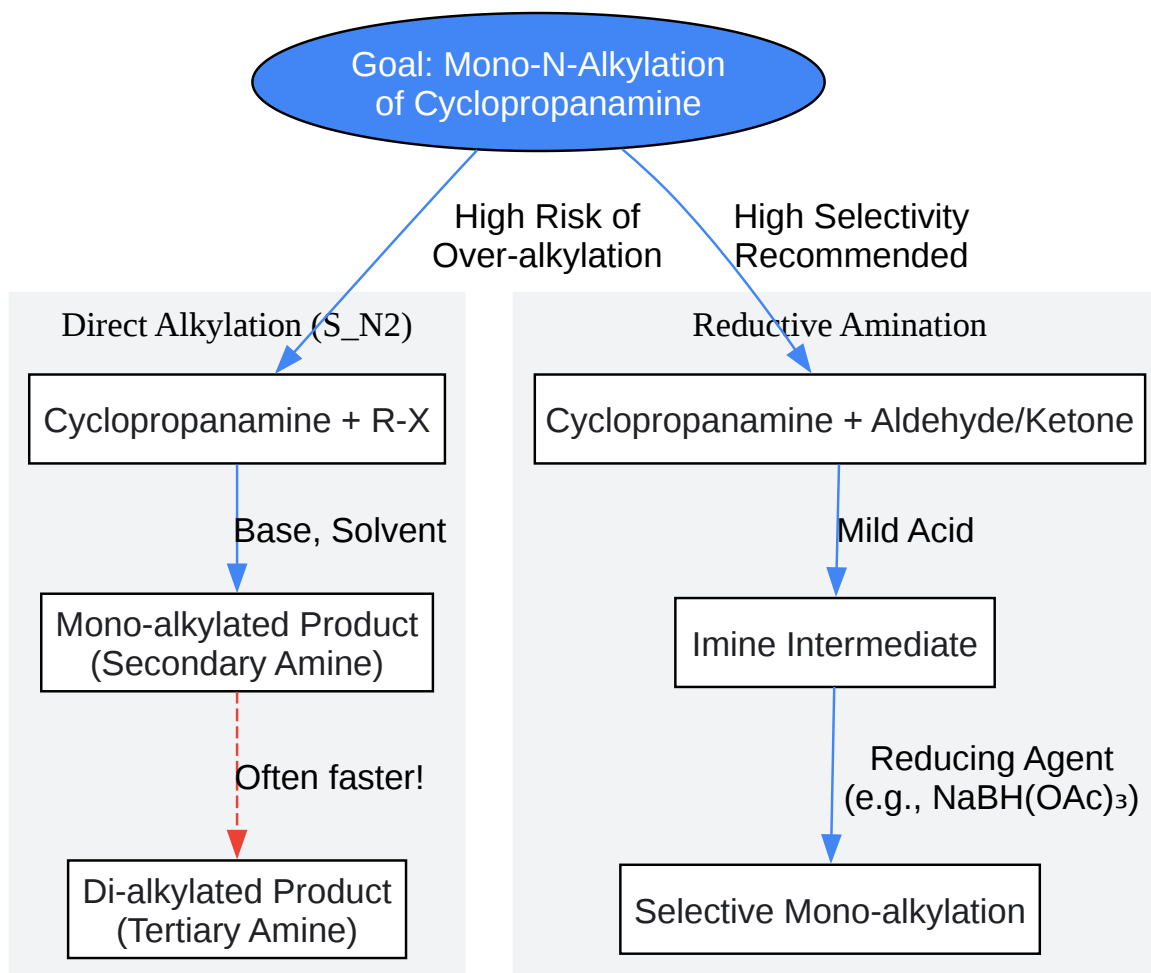 Goal: Mono-N-Alkylation
of Cyclopropanamine
High Risk of
Over-alkylation
High Selectivity
Recommended
Direct Alkylation (S_N2)
Cyclopropanamine + R-X
Base, Solvent
Mono-alkylated Product
(Secondary Amine)
Often faster!
Di-alkylated Product
(Tertiary Amine)
Reductive Amination
Cyclopropanamine + Aldehyde/Ketone
Mild Acid
Imine Intermediate
Reducing Agent
(e.g., NaBH(OAc)₃)
Selective Mono-alkylation